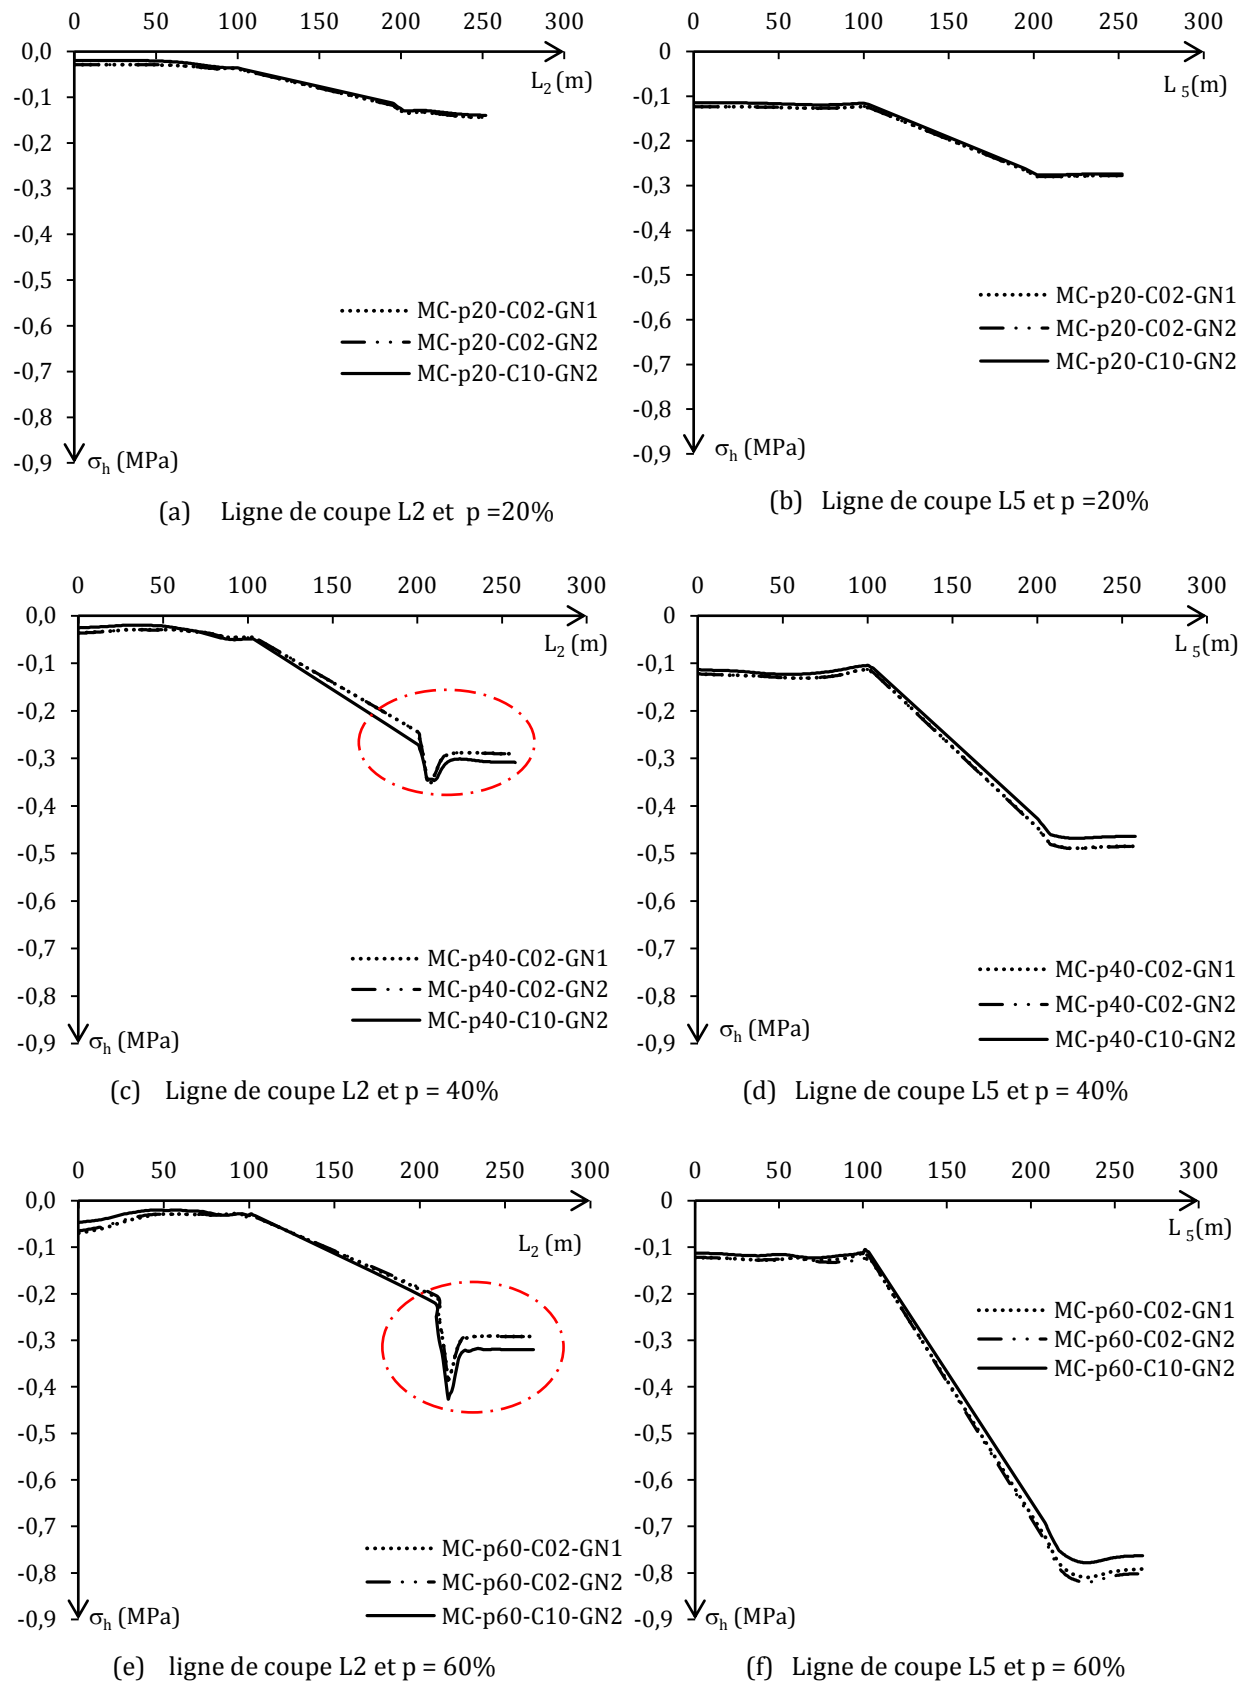 0 50 100 150 200 250 300
0,0
-0,1
-0,2
-0,3
-0,4
-0,5
-0,6
-0,7
-0,8
-0,9
L2 (m)
MC-p20-C02-GN1
MC-p20-C02-GN2
MC-p20-C10-GN2
σh (MPa)
(a) Ligne de coupe L2 et p =20%
0 50 100 150 200 250 300
0
-0,1
-0,2
-0,3
-0,4
-0,5
-0,6
-0,7
-0,8
-0,9
L 5(m)
MC-p20-C02-GN1
MC-p20-C02-GN2
MC-p20-C10-GN2
σh (MPa)
(b) Ligne de coupe L5 et p =20%
0 50 100 150 200 250 300
0,0
-0,1
-0,2
-0,3
-0,4
-0,5
-0,6
-0,7
-0,8
-0,9
L2 (m)
MC-p40-C02-GN1
MC-p40-C02-GN2
MC-p40-C10-GN2
σh (MPa)
(c) Ligne de coupe L2 et p = 40%
0 50 100 150 200 250 300
0
-0,1
-0,2
-0,3
-0,4
-0,5
-0,6
-0,7
-0,8
-0,9
L 5(m)
MC-p40-C02-GN1
MC-p40-C02-GN2
MC-p40-C10-GN2
σh (MPa)
(d) Ligne de coupe L5 et p = 40%
0 50 100 150 200 250 300
0,0
-0,1
-0,2
-0,3
-0,4
-0,5
-0,6
-0,7
-0,8
-0,9
L2 (m)
MC-p60-C02-GN1
MC-p60-C02-GN2
MC-p60-C10-GN2
σh (MPa)
(e) ligne de coupe L2 et p = 60%
0 50 100 150 200 250 300
0
-0,1
-0,2
-0,3
-0,4
-0,5
-0,6
-0,7
-0,8
-0,9
L 5(m)
MC-p60-C02-GN1
MC-p60-C02-GN2
MC-p60-C10-GN2
σh (MPa)
(f) Ligne de coupe L5 et p = 60%